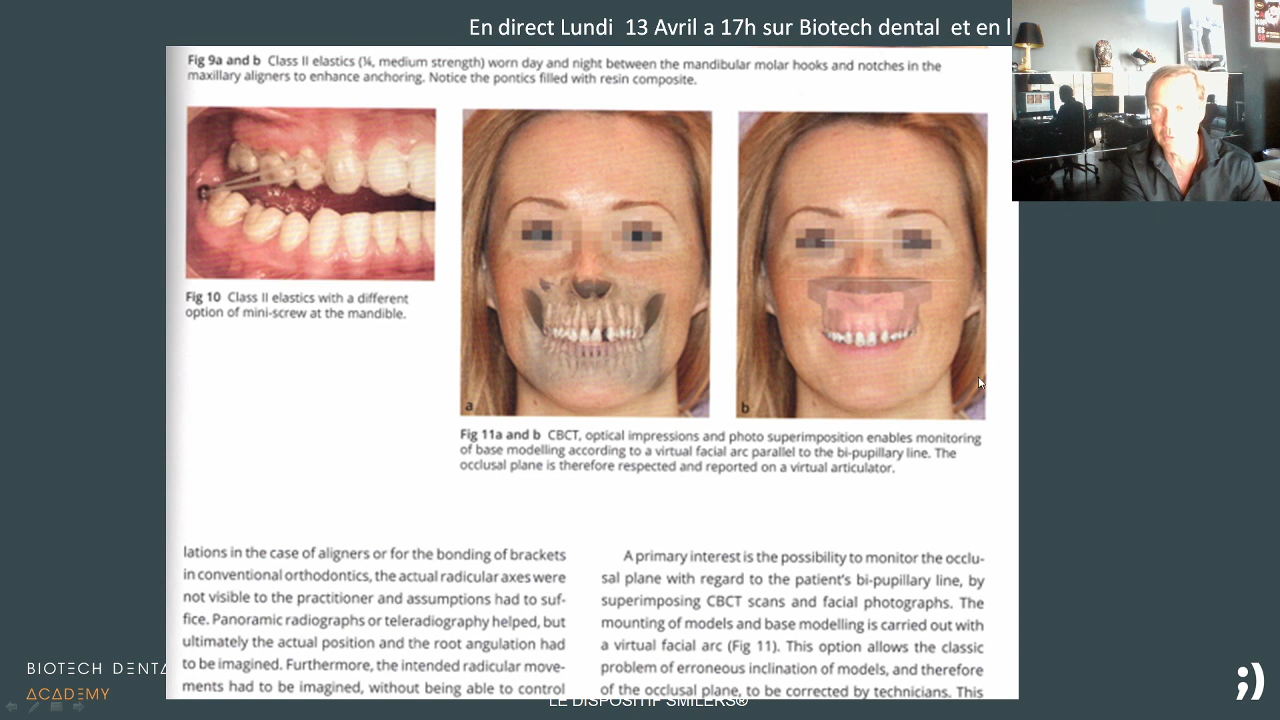 En direct Lundi  13 Avril a 17h sur Biotech dental  et en l
Fig 9a and b  Class II elastics (¼, medium strength) worn day and night between the mandibular molar hooks and notches in the
maxillary aligners to enhance anchoring. Notice the pontics filled with resin composite.
Fig 10  Class II elastics with a different
option of mini-screw at the mandible.
a
b
Fig 11a and b  CBCT, optical impressions and photo superimposition enables monitoring
of base modelling according to a virtual facial arc parallel to the bi-pupillary line. The
occlusal plane is therefore respected and reported on a virtual articulator.
lations in the case of aligners or for the bonding of brackets
in conventional orthodontics, the actual radicular axes were
not visible to the practitioner and assumptions had to suf-
fice. Panoramic radiographs or teleradiography helped, but
ultimately the actual position and the root angulation had
to be imagined. Furthermore, the intended radicular move-
ments had to be imagined, without being able to control
A primary interest is the possibility to monitor the occlu-
sal plane with regard to the patient's bi-pupillary line, by
superimposing CBCT scans and facial photographs. The
mounting of models and base modelling is carried out with
a virtual facial arc (Fig 11). This option allows the classic
problem of erroneous inclination of models, and therefore
of the occlusal plane, to be corrected by technicians. This
BIOTECH DENTA
ACADEMY
LE DISPOSITIF SMILERS®
;)